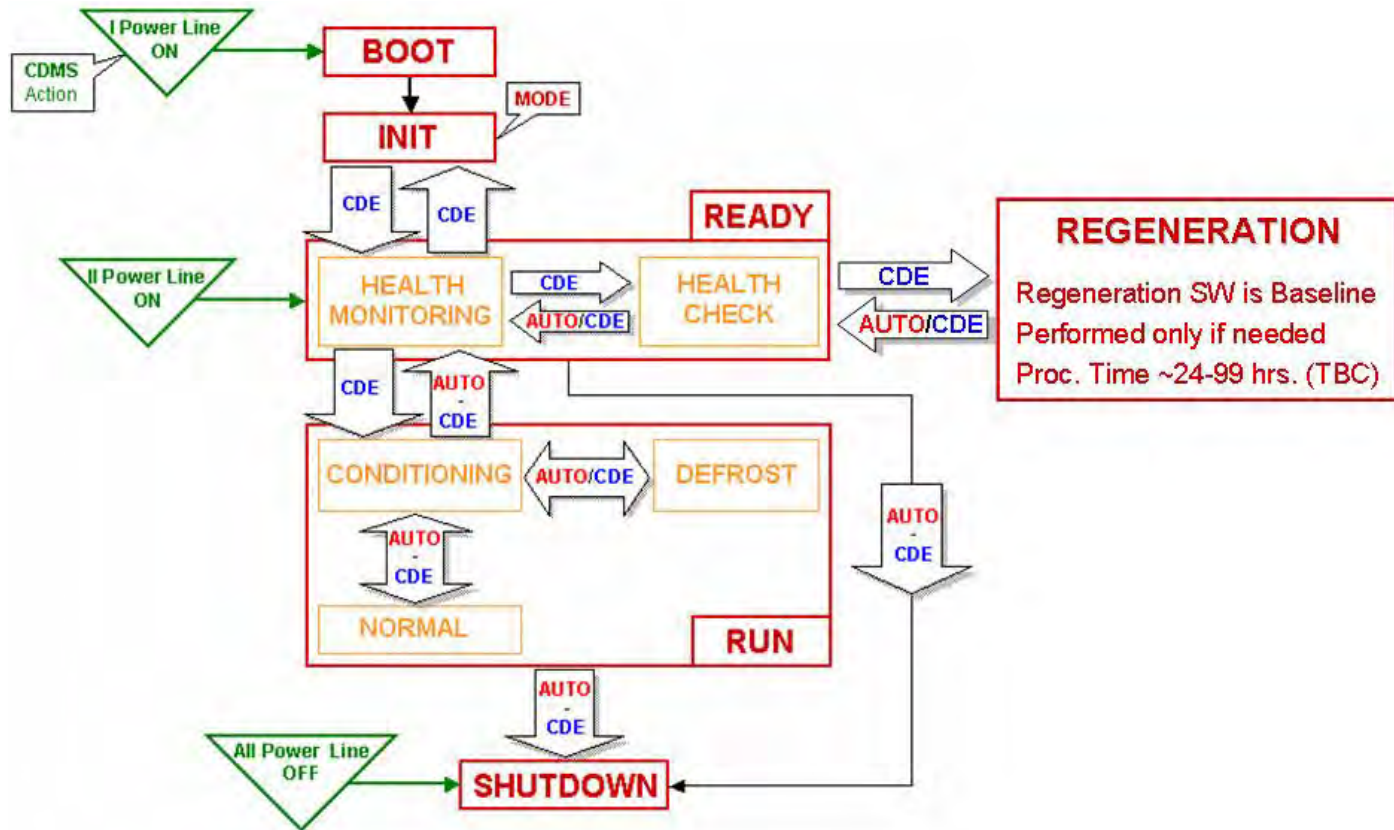 I Power Line
ON
CDMS
Action
BOOT
MODE
INIT
CDE
CDE
READY
II Power Line
ON
HEALTH
MONITORING
CDE
AUTO/CDE
HEALTH
CHECK
CDE
AUTO/CDE
REGENERATION
Regeneration SW is Baseline
Performed only if needed
Proc. Time ~24-99 hrs. (TBC)
CDE
AUTO
-
CDE
CONDITIONING
AUTO/CDE
DEFROST
AUTO
-
CDE
AUTO
-
CDE
NORMAL
RUN
AUTO
-
CDE
All Power Line
OFF
SHUTDOWN